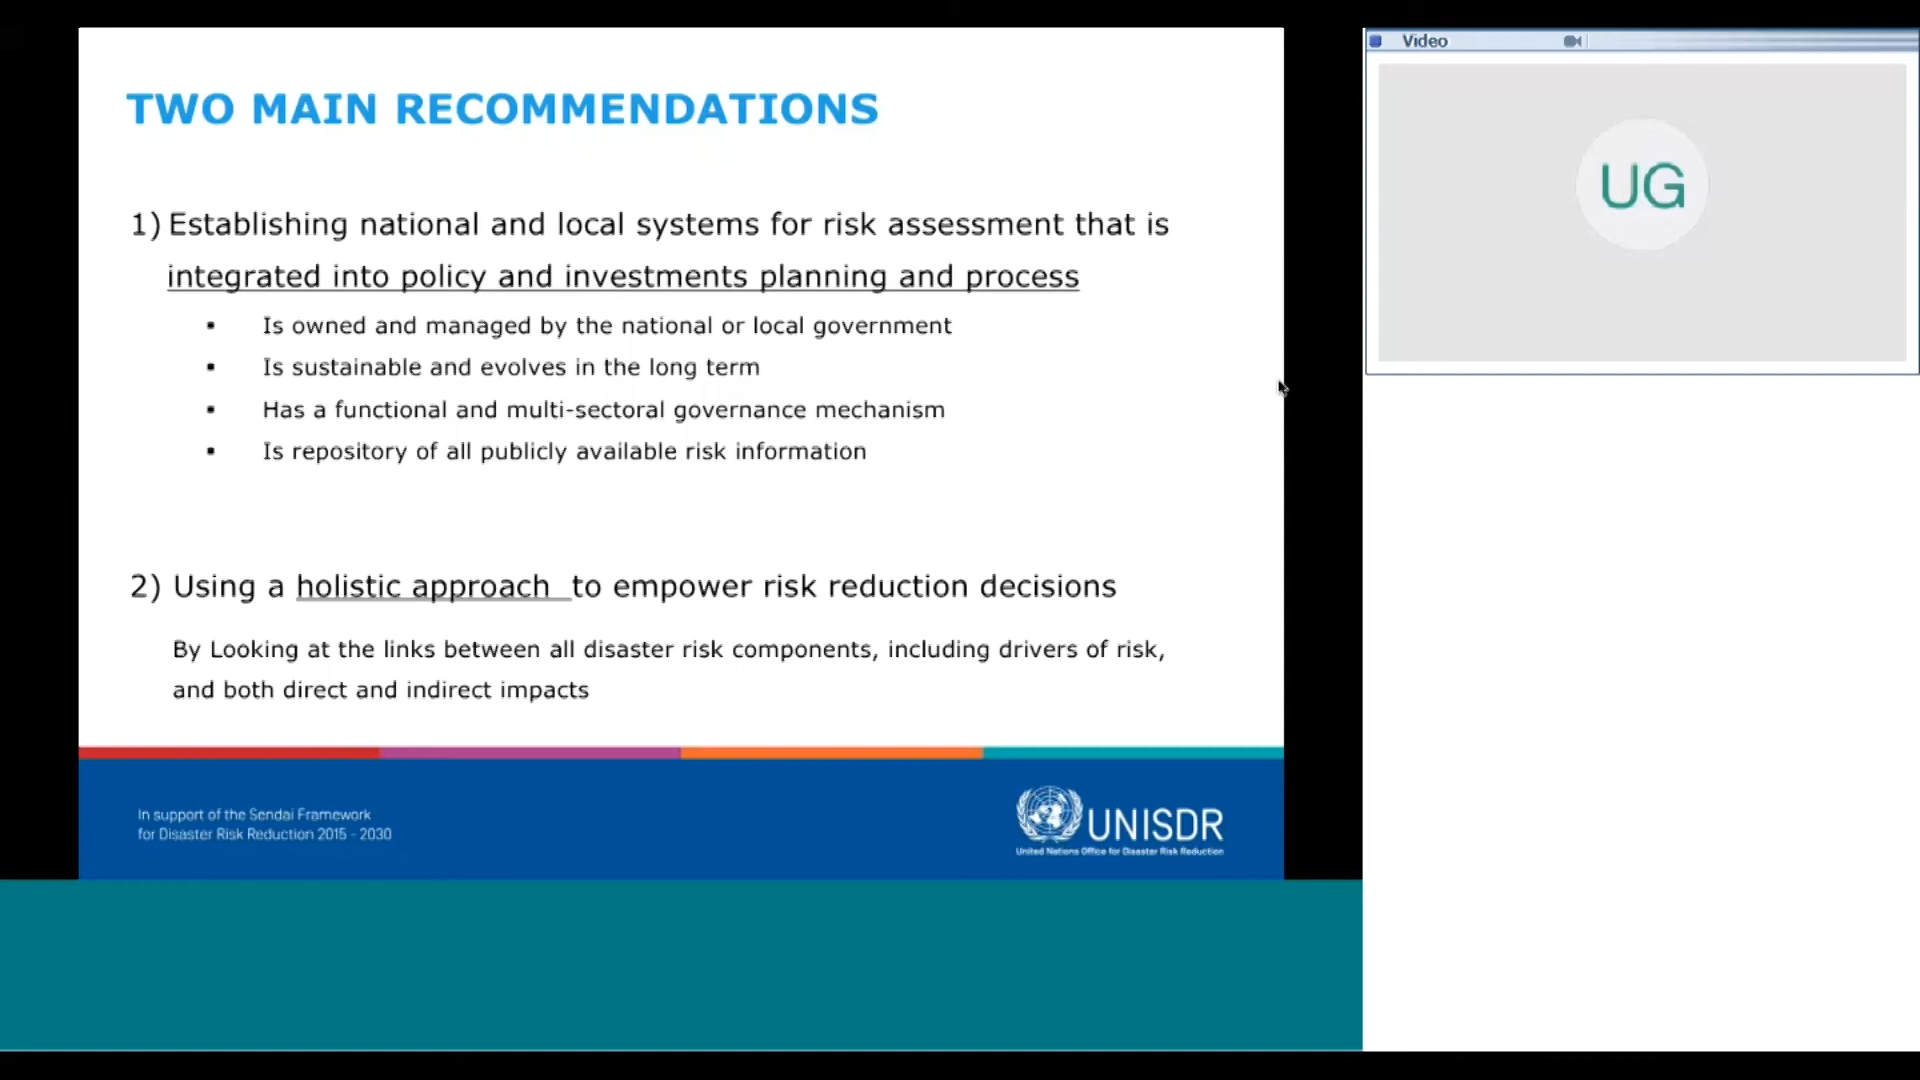 TWO MAIN RECOMMENDATIONS
1) Establishing national and local systems for risk assessment that is
integrated into policy and investments planning and process
▪ Is owned and managed by the national or local government
▪ Is sustainable and evolves in the long term
▪ Has a functional and multi-sectoral governance mechanism
▪ Is repository of all publicly available risk information
2) Using a holistic approach to empower risk reduction decisions
By Looking at the links between all disaster risk components, including drivers of risk,
and both direct and indirect impacts
In support of the Sendai Framework
for Disaster Risk Reduction 2015 - 2030
UNISDR
United Nations Office for Disaster Risk Reduction
Video
UG